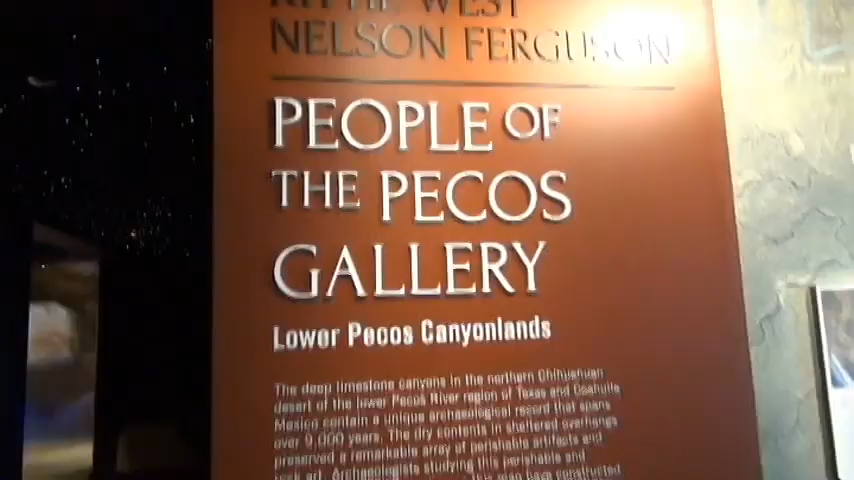 WEST
NELSON FERGUSON
PEOPLE OF
THE PECOS
GALLERY
Lower Pecos Canyonlands
The deep limestone canyons in the northern Chihuahuan
desert of the lower Pecos River region of Texas and Coahuila
Mexico contain a unique archaeological record that spans
over 9,000 years. The dry contents in sheltered overhangs
preserved a remarkable array of perishable artifacts and
rock art. Archaeologists studying this perishable and
have constructed